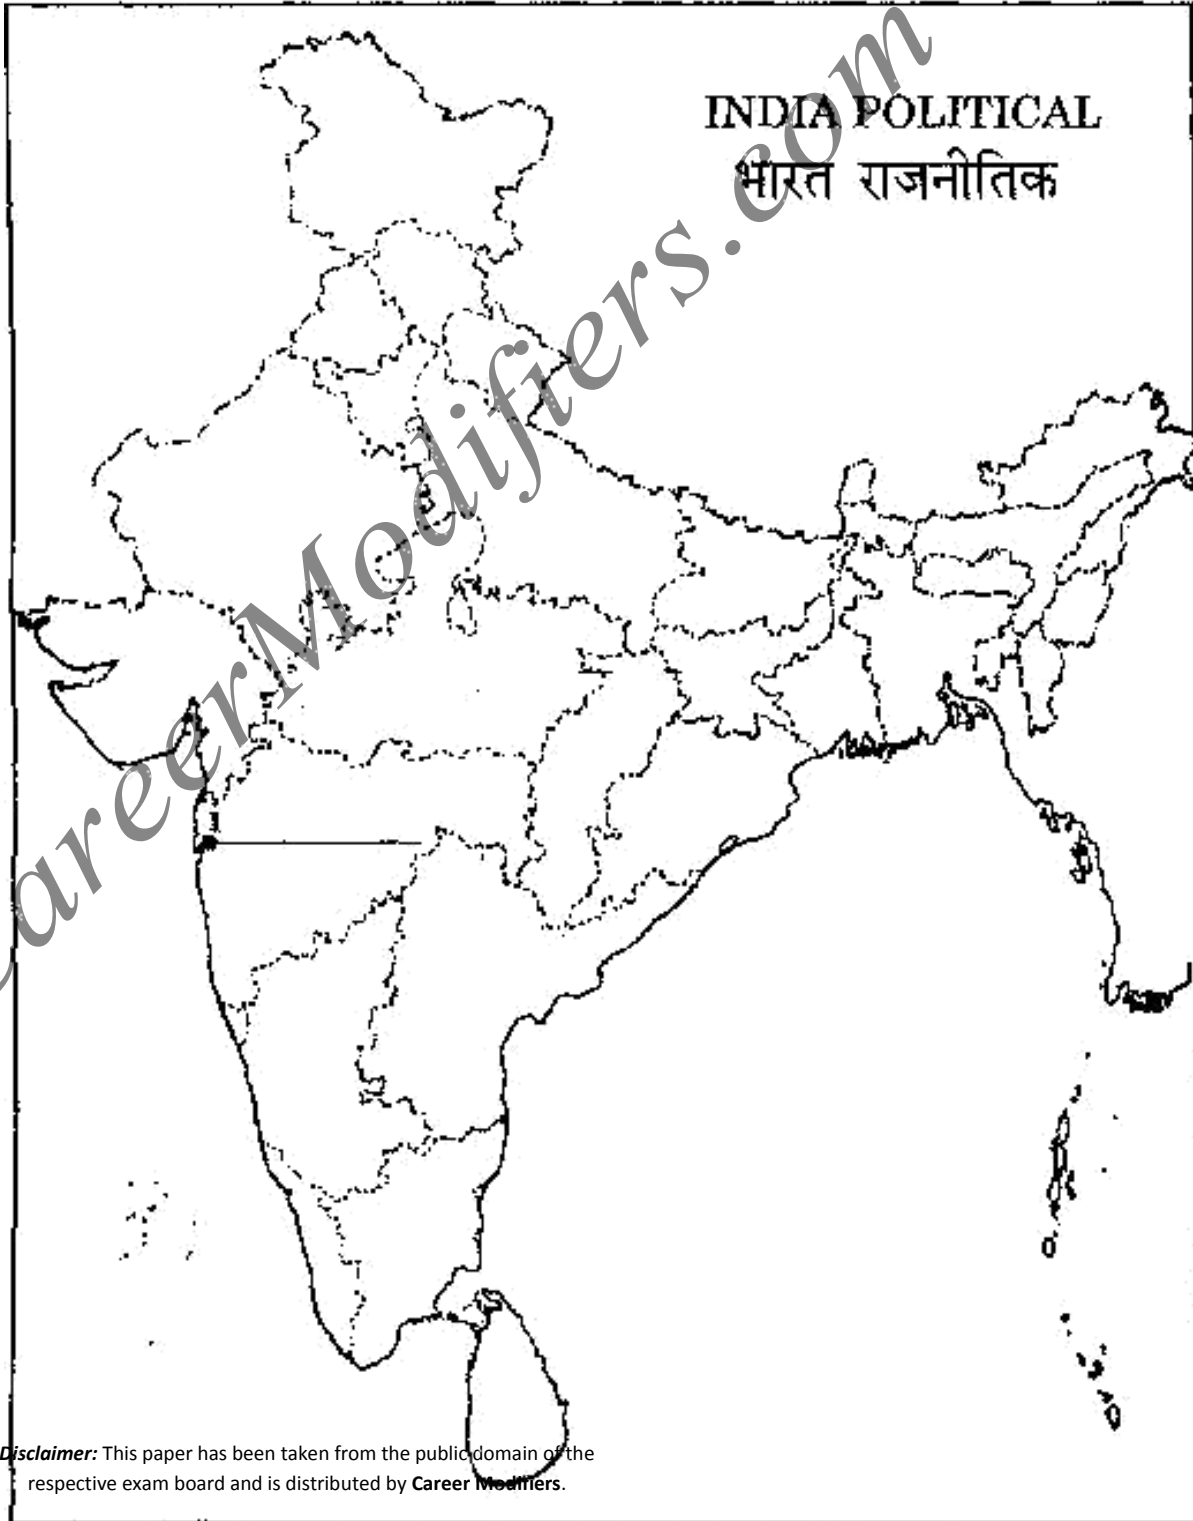 INDIA POLITICAL
भारत राजनीतिक
CareerModifiers.com
Disclaimer: This paper has been taken from the public domain of the
respective exam board and is distributed by Career Modifiers.